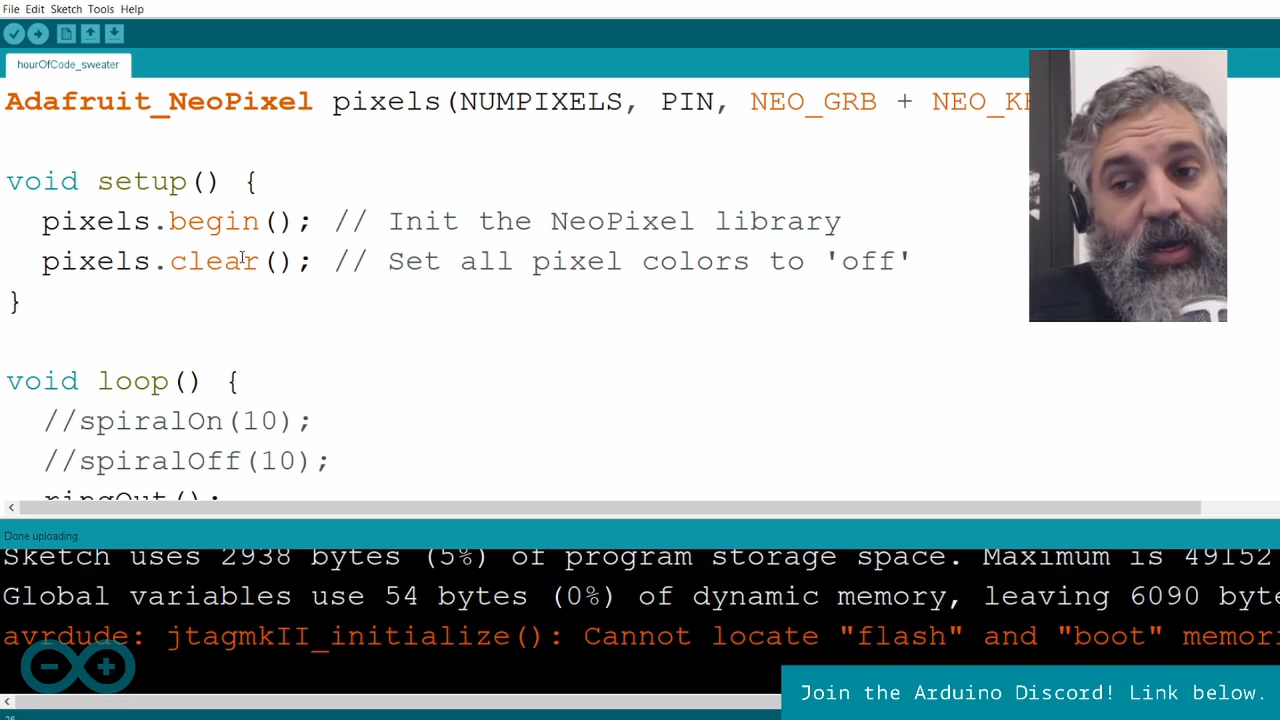 File Edit Sketch Tools Help
hourOfCode_sweater
Adafruit_NeoPixel pixels(NUMPIXELS, PIN, NEO_GRB +
void setup() {
pixels.begin(); // Init the NeoPixel library
pixels.clear(); // Set all pixel colors to 'off'
}
void loop() {
//spiralOn(10);
//spiralOff(10);
ringOut();
Done uploading.
Sketch uses 2938 bytes (5%) of program storage space. Maximum is 49152
Global variables use 54 bytes (0%) of dynamic memory, leaving 6090
avrdude: jtagmkII_initialize(): Cannot locate "flash" and "boot"
Join the Arduino Discord! Link below.